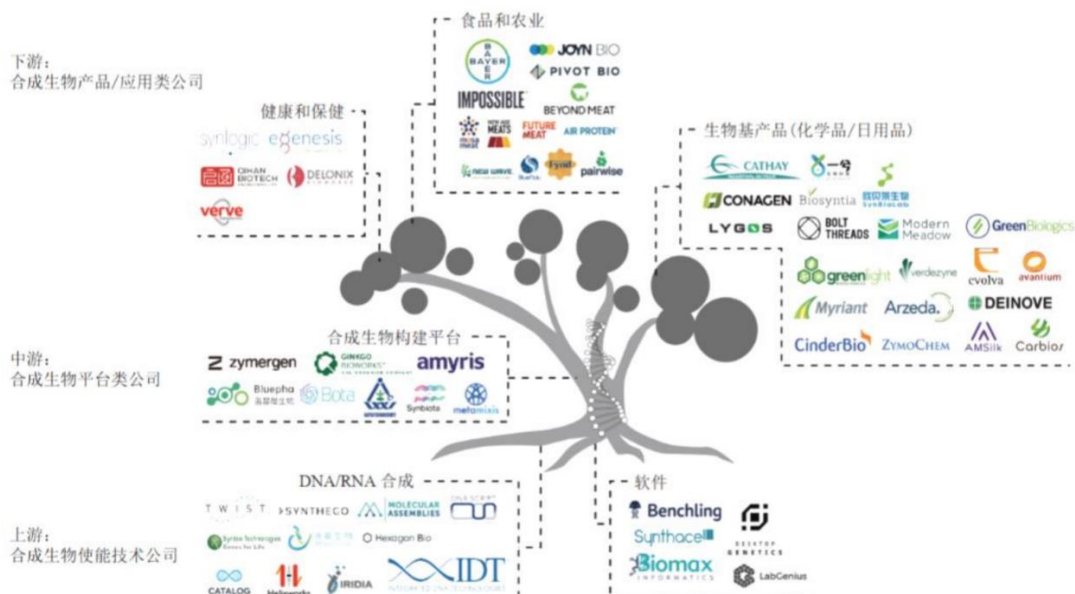 食品和农业
下游：
合成生物产品/应用类公司
BAYER
BAYER
JOYN BIO
PIVOT BIO
IMPOSSIBLE
BEYOND MEAT
NEW AGE MEATS
FUTURE MEAT
AIR PROTEIN
NEW WAVE
pairwise
健康和保健
synlogic
egenesis
QIHAN BIOTECH
DELONIX
verve
生物基产品(化学品/日用品)
CATHAY
CONAGEN
Biosyntia
LYGOS
BOLT THREADS
Modern Meadow
GreenBiologics
greenlight
verdezyne
evolva
avantium
Myriant
Arzeda.
DEINOVE
CinderBio
ZYMOCHEM
AMSilk
Carbios
合成生物构建平台
中游：
合成生物平台类公司
zymergen
GINKGO BIOWORKS
amyris
Bluepha
Bota
Synbiota
metamixis
DNA/RNA 合成
上游：
合成生物使能技术公司
TWIST
SYNTHEGO
MOLECULAR ASSEMBLIES
Hexagon Bio
CATALOG
IRIDIA
IDT
软件
Benchling
Synthace
DESKTOP GENETICS
Biomax
INFORMATICS
LabGenius